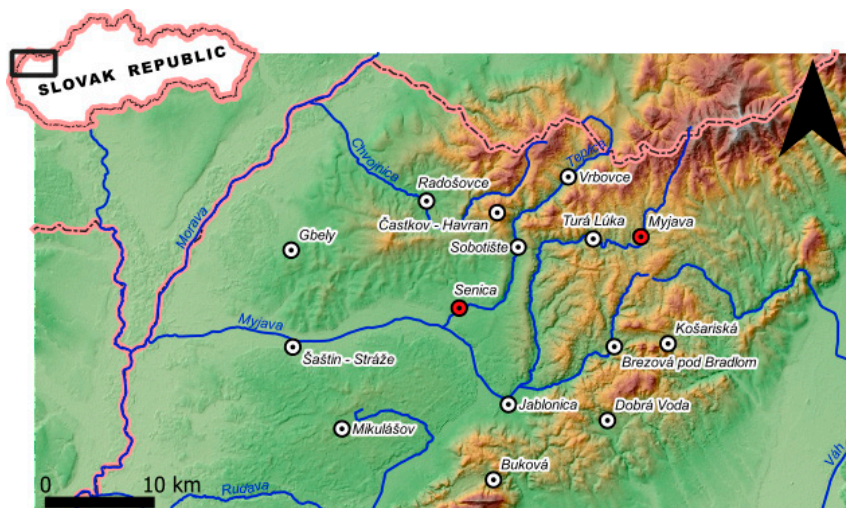 SLOVAK REPUBLIC
Chvojnica
Teplica
Radošovce
Vrbovce
Častkov - Havran
Turá Lúka
Myjava
Morava
Gbely
Sobotište
Senica
Myjava
Košariská
Šaštin - Stráže
Brezová pod Bradlom
Jablonica
Dobrá Voda
Mikulášov
Buková
Váh
Rudava
0 10 km